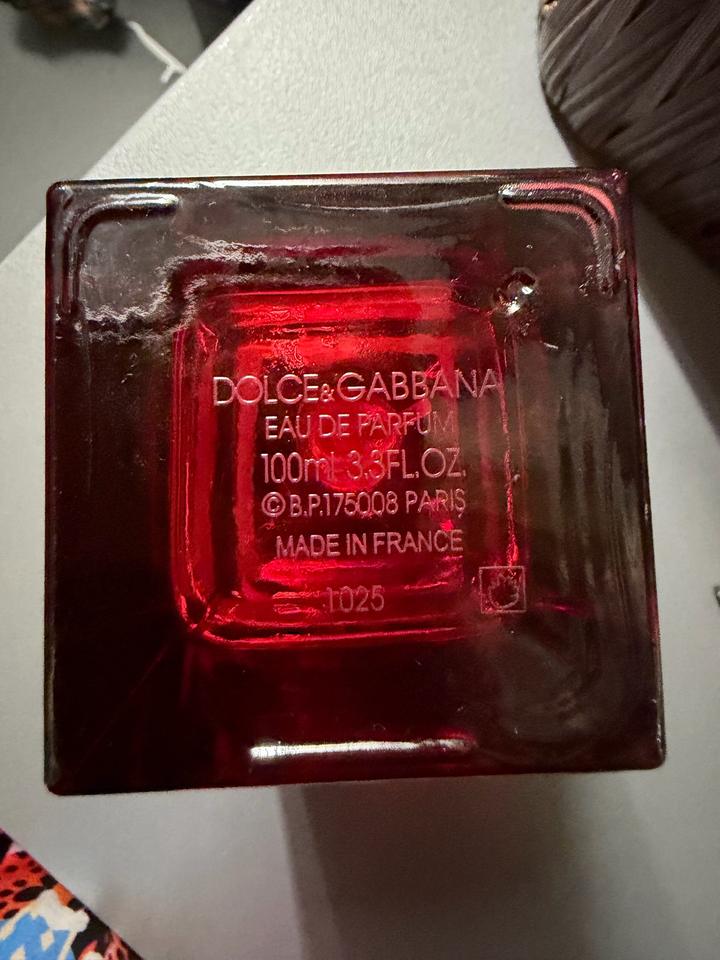 DOLCE&GABBANA
EAU DE PARFUM
100ml 3.3FL.OZ.
© B.P.175008 PARIS
MADE IN FRANCE
1025